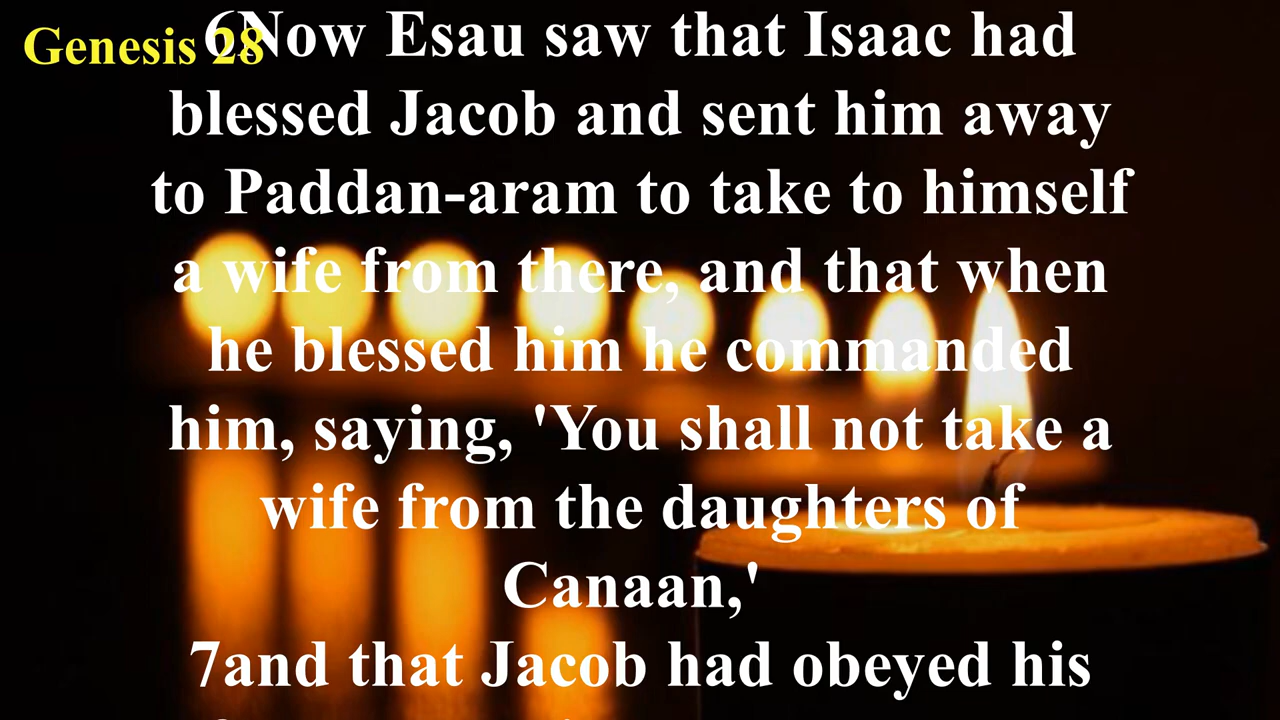 Genesis 28
6Now Esau saw that Isaac had
blessed Jacob and sent him away
to Paddan-aram to take to himself
a wife from there, and that when
he blessed him he commanded
him, saying, 'You shall not take a
wife from the daughters of
Canaan,'
7and that Jacob had obeyed his